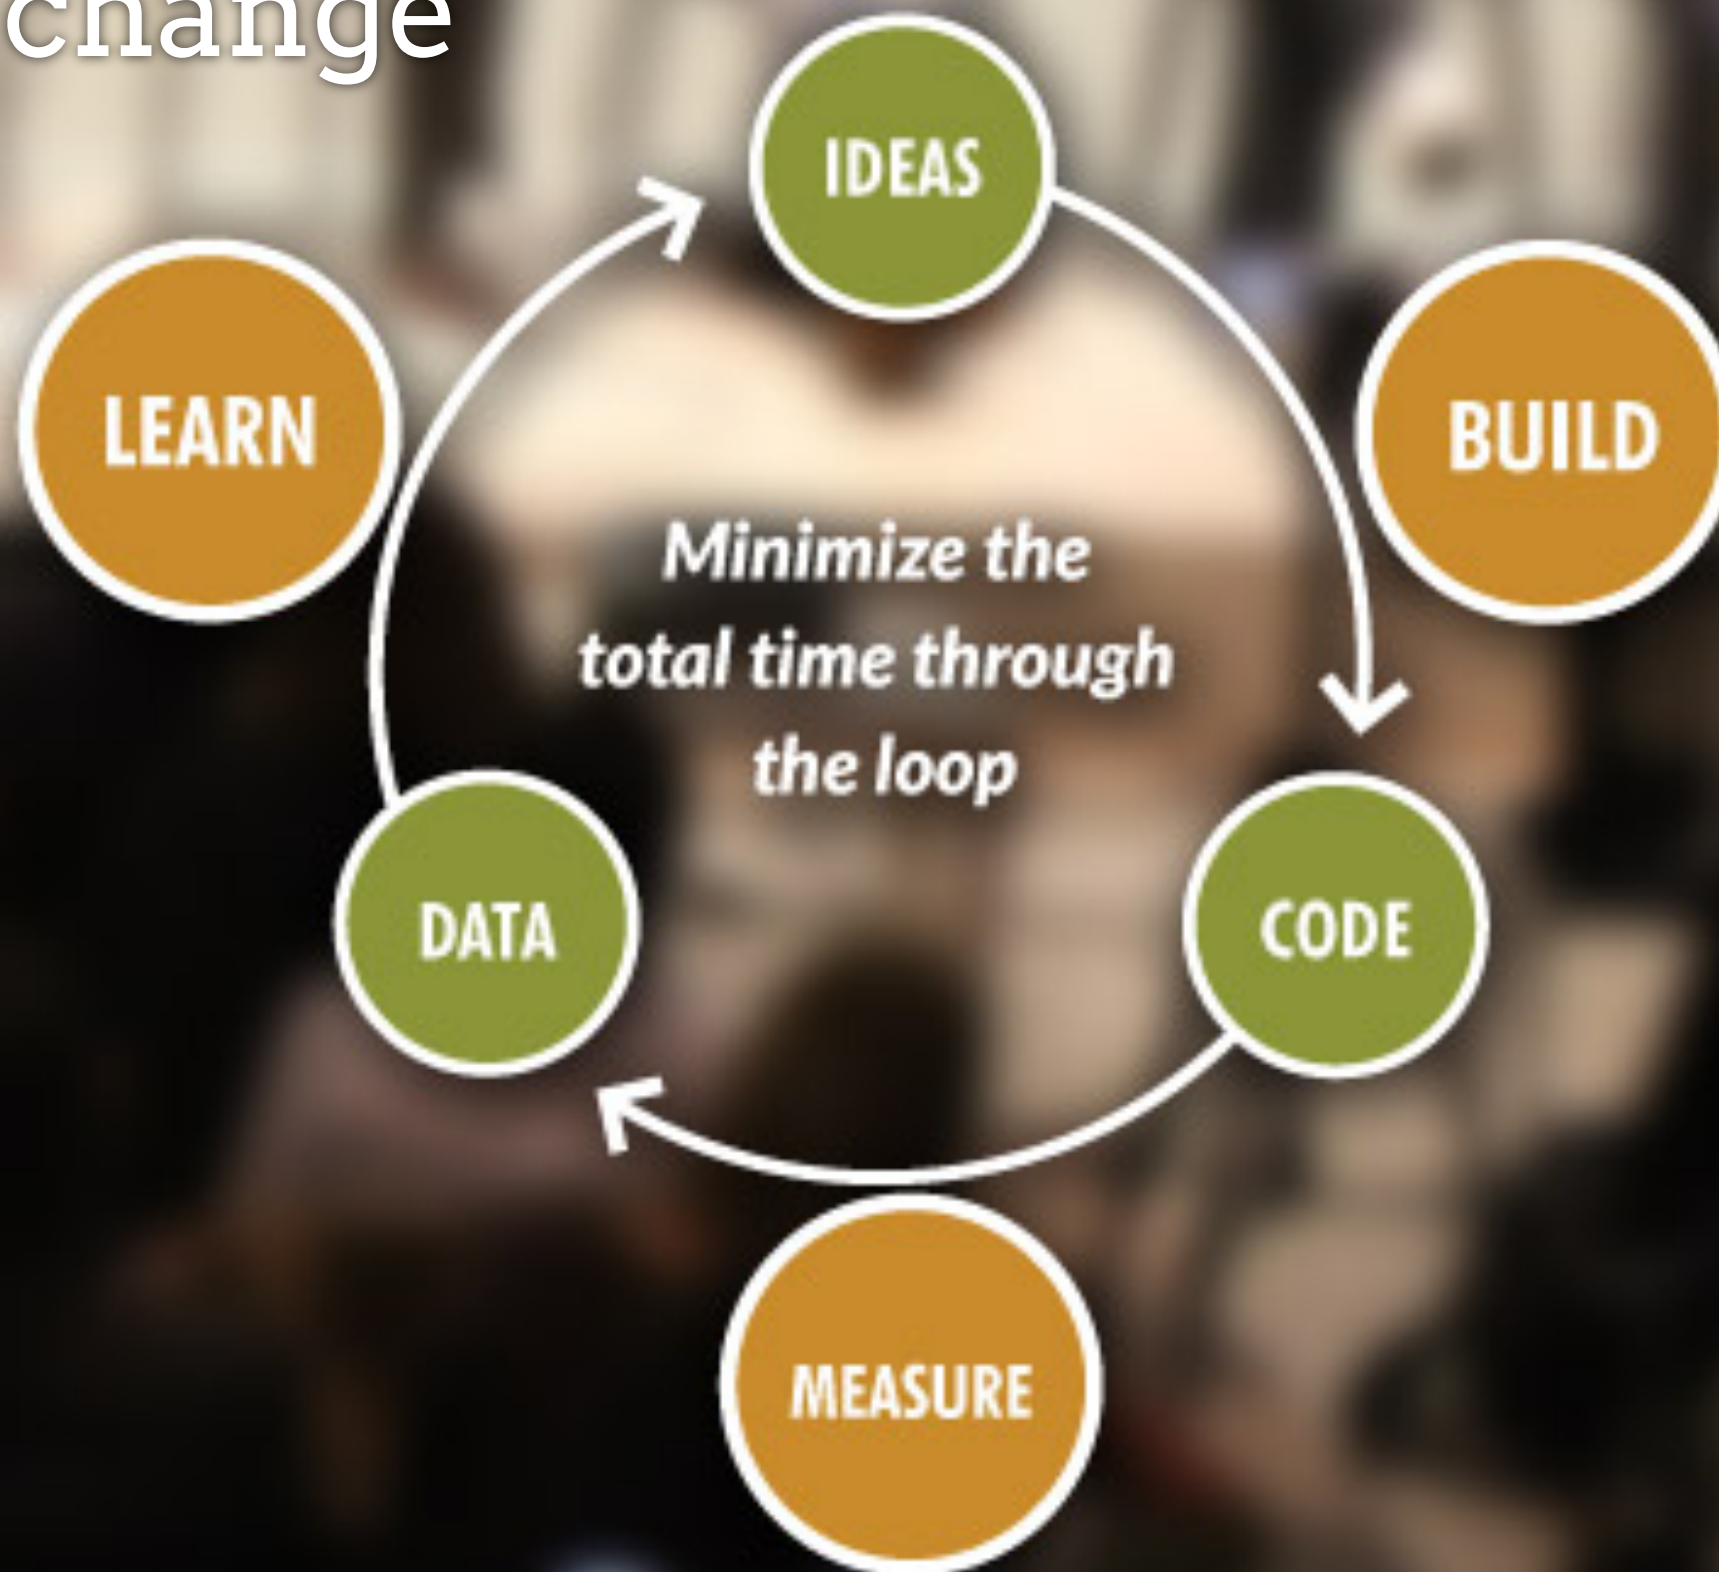 change
IDEAS
LEARN
BUILD
Minimize the
total time through
the loop
DATA
CODE
MEASURE